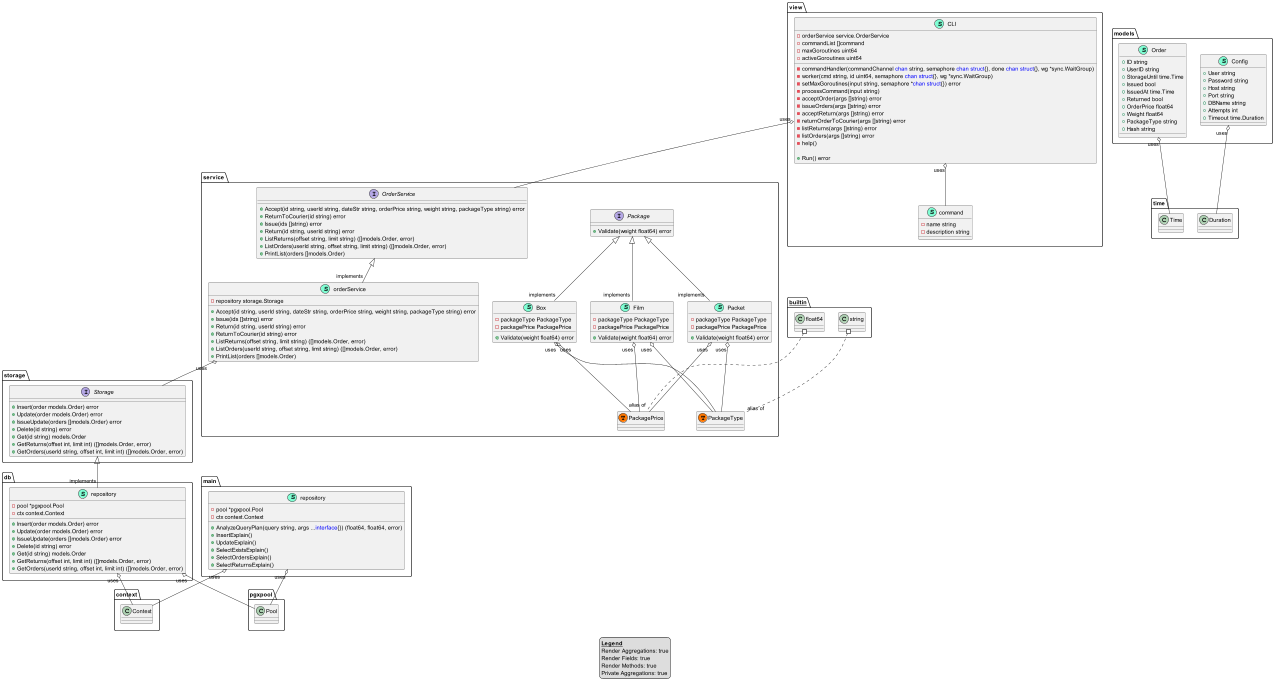 view
CLI
orderService service.OrderService
commandList []command
maxGoroutines uint64
activeGoroutines uint64
commandHandler(commandChannel chan string, semaphore chan struct{}, done chan struct{}, wg *sync.WaitGroup)
worker(cmd string, id uint64, semaphore chan struct{}, wg *sync.WaitGroup)
setMaxGoroutines(input string, semaphore *chan struct{}) error
processCommand(input string)
acceptOrder(args []string) error
issueOrders(args []string) error
acceptReturn(args []string) error
returnOrderToCourier(args []string) error
listReturns(args []string) error
listOrders(args []string) error
help()
Run() error
uses
uses
command
name string
description string
models
Order
ID string
UserID string
StorageUntil time.Time
Issued bool
IssuedAt time.Time
Returned bool
OrderPrice float64
Weight float64
PackageType string
Hash string
uses
Config
User string
Password string
Host string
Port string
DBName string
Attempts int
Timeout time.Duration
uses
time
Time
Duration
service
OrderService
Accept(id string, userId string, dateStr string, orderPrice string, weight string, packageType string) error
ReturnToCourier(id string) error
Issue(ids []string) error
Return(id string, userId string) error
ListReturns(offset string, limit string) ([]models.Order, error)
ListOrders(userId string, offset string, limit string) ([]models.Order, error)
PrintList(orders []models.Order)
implements
orderService
repository storage.Storage
Accept(id string, userId string, dateStr string, orderPrice string, weight string, packageType string) error
Issue(ids []string) error
Return(id string, userId string) error
ReturnToCourier(id string) error
ListReturns(offset string, limit string) ([]models.Order, error)
ListOrders(userId string, offset string, limit string) ([]models.Order, error)
PrintList(orders []models.Order)
uses
Package
Validate(weight float64) error
implements
implements
implements
Box
packageType PackageType
packagePrice PackagePrice
Validate(weight float64) error
uses
uses
Film
packageType PackageType
packagePrice PackagePrice
Validate(weight float64) error
uses
uses
Packet
packageType PackageType
packagePrice PackagePrice
Validate(weight float64) error
uses
uses
alias of
alias of
PackagePrice
PackageType
builtin
float64
string
storage
Storage
Insert(order models.Order) error
Update(order models.Order) error
IssueUpdate(orders []models.Order) error
Delete(id string) error
Get(id string) models.Order
GetReturns(offset int, limit int) ([]models.Order, error)
GetOrders(userId string, offset int, limit int) ([]models.Order, error)
implements
db
repository
pool *pgxpool.Pool
ctx context.Context
Insert(order models.Order) error
Update(order models.Order) error
IssueUpdate(orders []models.Order) error
Delete(id string) error
Get(id string) models.Order
GetReturns(offset int, limit int) ([]models.Order, error)
GetOrders(userId string, offset int, limit int) ([]models.Order, error)
uses
uses
main
repository
pool *pgxpool.Pool
ctx context.Context
AnalyzeQueryPlan(query string, args ...interface{}) (float64, float64, error)
InsertExplain()
UpdateExplain()
SelectExistsExplain()
SelectOrdersExplain()
SelectReturnsExplain()
uses
uses
context
Context
pgxpool
Pool
Legend
Render Aggregations: true
Render Fields: true
Render Methods: true
Private Aggregations: true